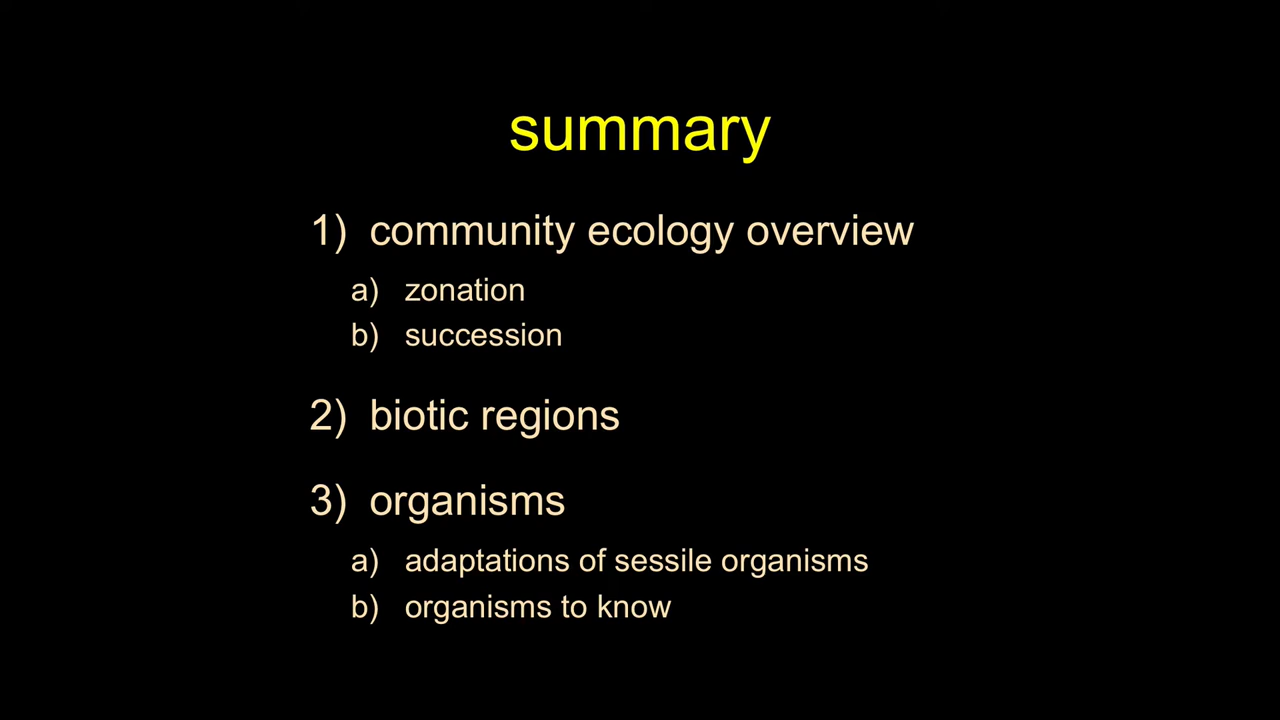 summary
1) community ecology overview
a) zonation
b) succession
2) biotic regions
3) organisms
a) adaptations of sessile organisms
b) organisms to know